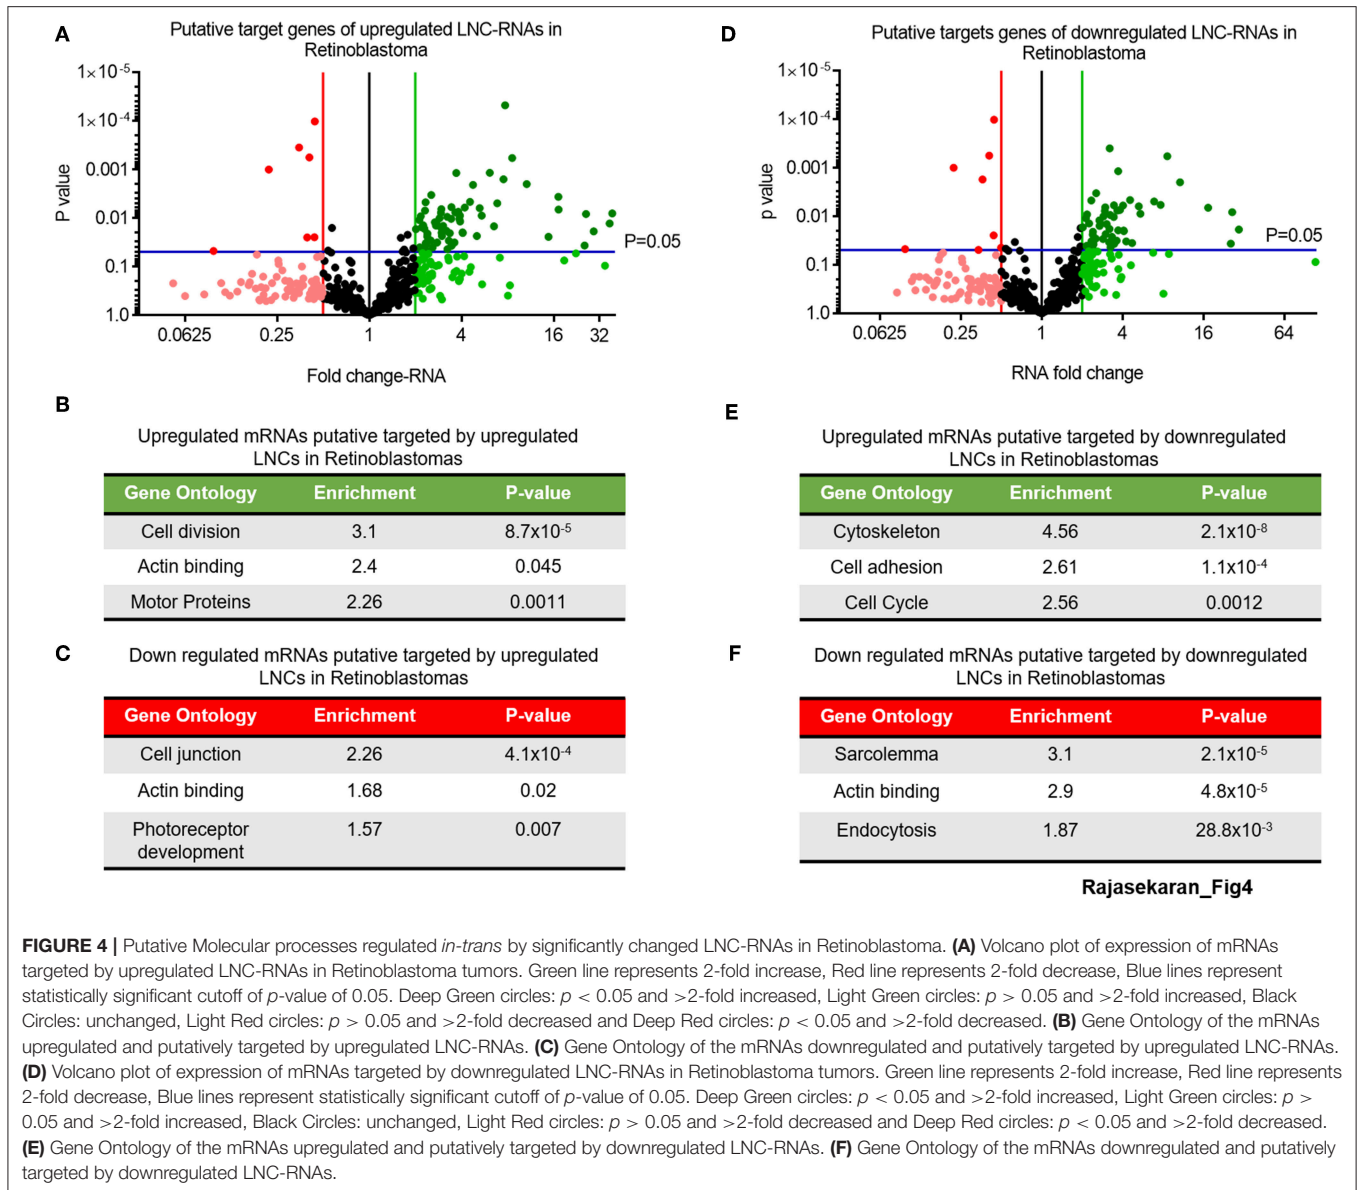 A
Putative target genes of upregulated LNC-RNAs in
Retinoblastoma
P value
1×10-5
1×10-4
0.001
0.01
0.1
1.0
P=0.05
0.0625 0.25 1 4 16 32
Fold change-RNA
D
Putative targets genes of downregulated LNC-RNAs in
Retinoblastoma
p value
1×10-5
1×10-4
0.001
0.01
0.1
1.0
P=0.05
0.0625 0.25 1 4 16 64
RNA fold change
B
Upregulated mRNAs putative targeted by upregulated
LNCs in Retinoblastomas
Gene Ontology Enrichment P-value
Cell division 3.1 8.7x10-5
Actin binding 2.4 0.045
Motor Proteins 2.26 0.0011
E
Upregulated mRNAs putative targeted by downregulated
LNCs in Retinoblastomas
Gene Ontology Enrichment P-value
Cytoskeleton 4.56 2.1x10-8
Cell adhesion 2.61 1.1x10-4
Cell Cycle 2.56 0.0012
C
Down regulated mRNAs putative targeted by upregulated
LNCs in Retinoblastomas
Gene Ontology Enrichment P-value
Cell junction 2.26 4.1x10-4
Actin binding 1.68 0.02
Photoreceptor 1.57 0.007
development
F
Down regulated mRNAs putative targeted by downregulated
LNCs in Retinoblastomas
Gene Ontology Enrichment P-value
Sarcolemma 3.1 2.1x10-5
Actin binding 2.9 4.8x10-5
Endocytosis 1.87 28.8x10-3
Rajasekaran_Fig4
FIGURE 4 | Putative Molecular processes regulated in-trans by significantly changed LNC-RNAs in Retinoblastoma. (A) Volcano plot of expression of mRNAs
targeted by upregulated LNC-RNAs in Retinoblastoma tumors. Green line represents 2-fold increase, Red line represents 2-fold decrease, Blue lines represent
statistically significant cutoff of p-value of 0.05. Deep Green circles: p < 0.05 and >2-fold increased, Light Green circles: p > 0.05 and >2-fold increased, Black
Circles: unchanged, Light Red circles: p > 0.05 and >2-fold decreased and Deep Red circles: p < 0.05 and >2-fold decreased. (B) Gene Ontology of the mRNAs
upregulated and putatively targeted by upregulated LNC-RNAs. (C) Gene Ontology of the mRNAs downregulated and putatively targeted by upregulated LNC-RNAs.
(D) Volcano plot of expression of mRNAs targeted by downregulated LNC-RNAs in Retinoblastoma tumors. Green line represents 2-fold increase, Red line represents
2-fold decrease, Blue lines represent statistically significant cutoff of p-value of 0.05. Deep Green circles: p < 0.05 and >2-fold increased, Light Green circles: p >
0.05 and >2-fold increased, Black Circles: unchanged, Light Red circles: p > 0.05 and >2-fold decreased and Deep Red circles: p < 0.05 and >2-fold decreased.
(E) Gene Ontology of the mRNAs upregulated and putatively targeted by downregulated LNC-RNAs. (F) Gene Ontology of the mRNAs downregulated and putatively
targeted by downregulated LNC-RNAs.